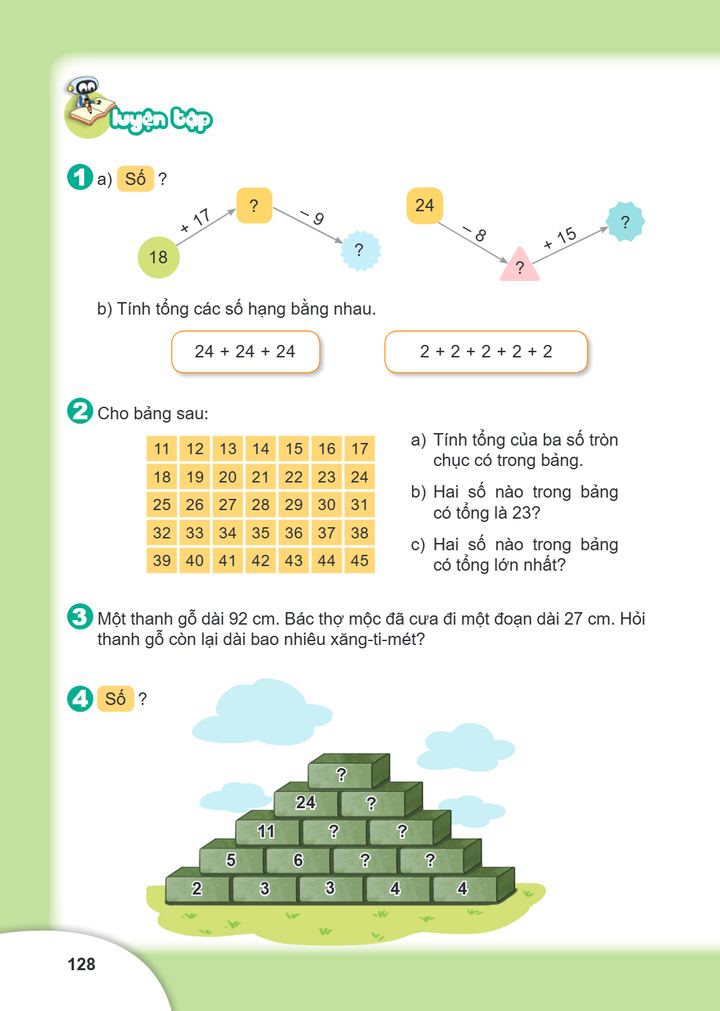 Luyện tập
1 a) Số ?
18 + 17 ? − 9 ?
24 − 8 ? + 15 ?
b) Tính tổng các số hạng bằng nhau.
24 + 24 + 24
2 + 2 + 2 + 2 + 2
2 Cho bảng sau:
11 12 13 14 15 16 17
18 19 20 21 22 23 24
25 26 27 28 29 30 31
32 33 34 35 36 37 38
39 40 41 42 43 44 45
a) Tính tổng của ba số tròn
chục có trong bảng.
b) Hai số nào trong bảng
có tổng là 23?
c) Hai số nào trong bảng
có tổng lớn nhất?
3 Một thanh gỗ dài 92 cm. Bác thợ mộc đã cưa đi một đoạn dài 27 cm. Hỏi
thanh gỗ còn lại dài bao nhiêu xăng-ti-mét?
4 Số ?
?
24 ?
11 ? ?
5 6 ? ?
2 3 3 4 4
128